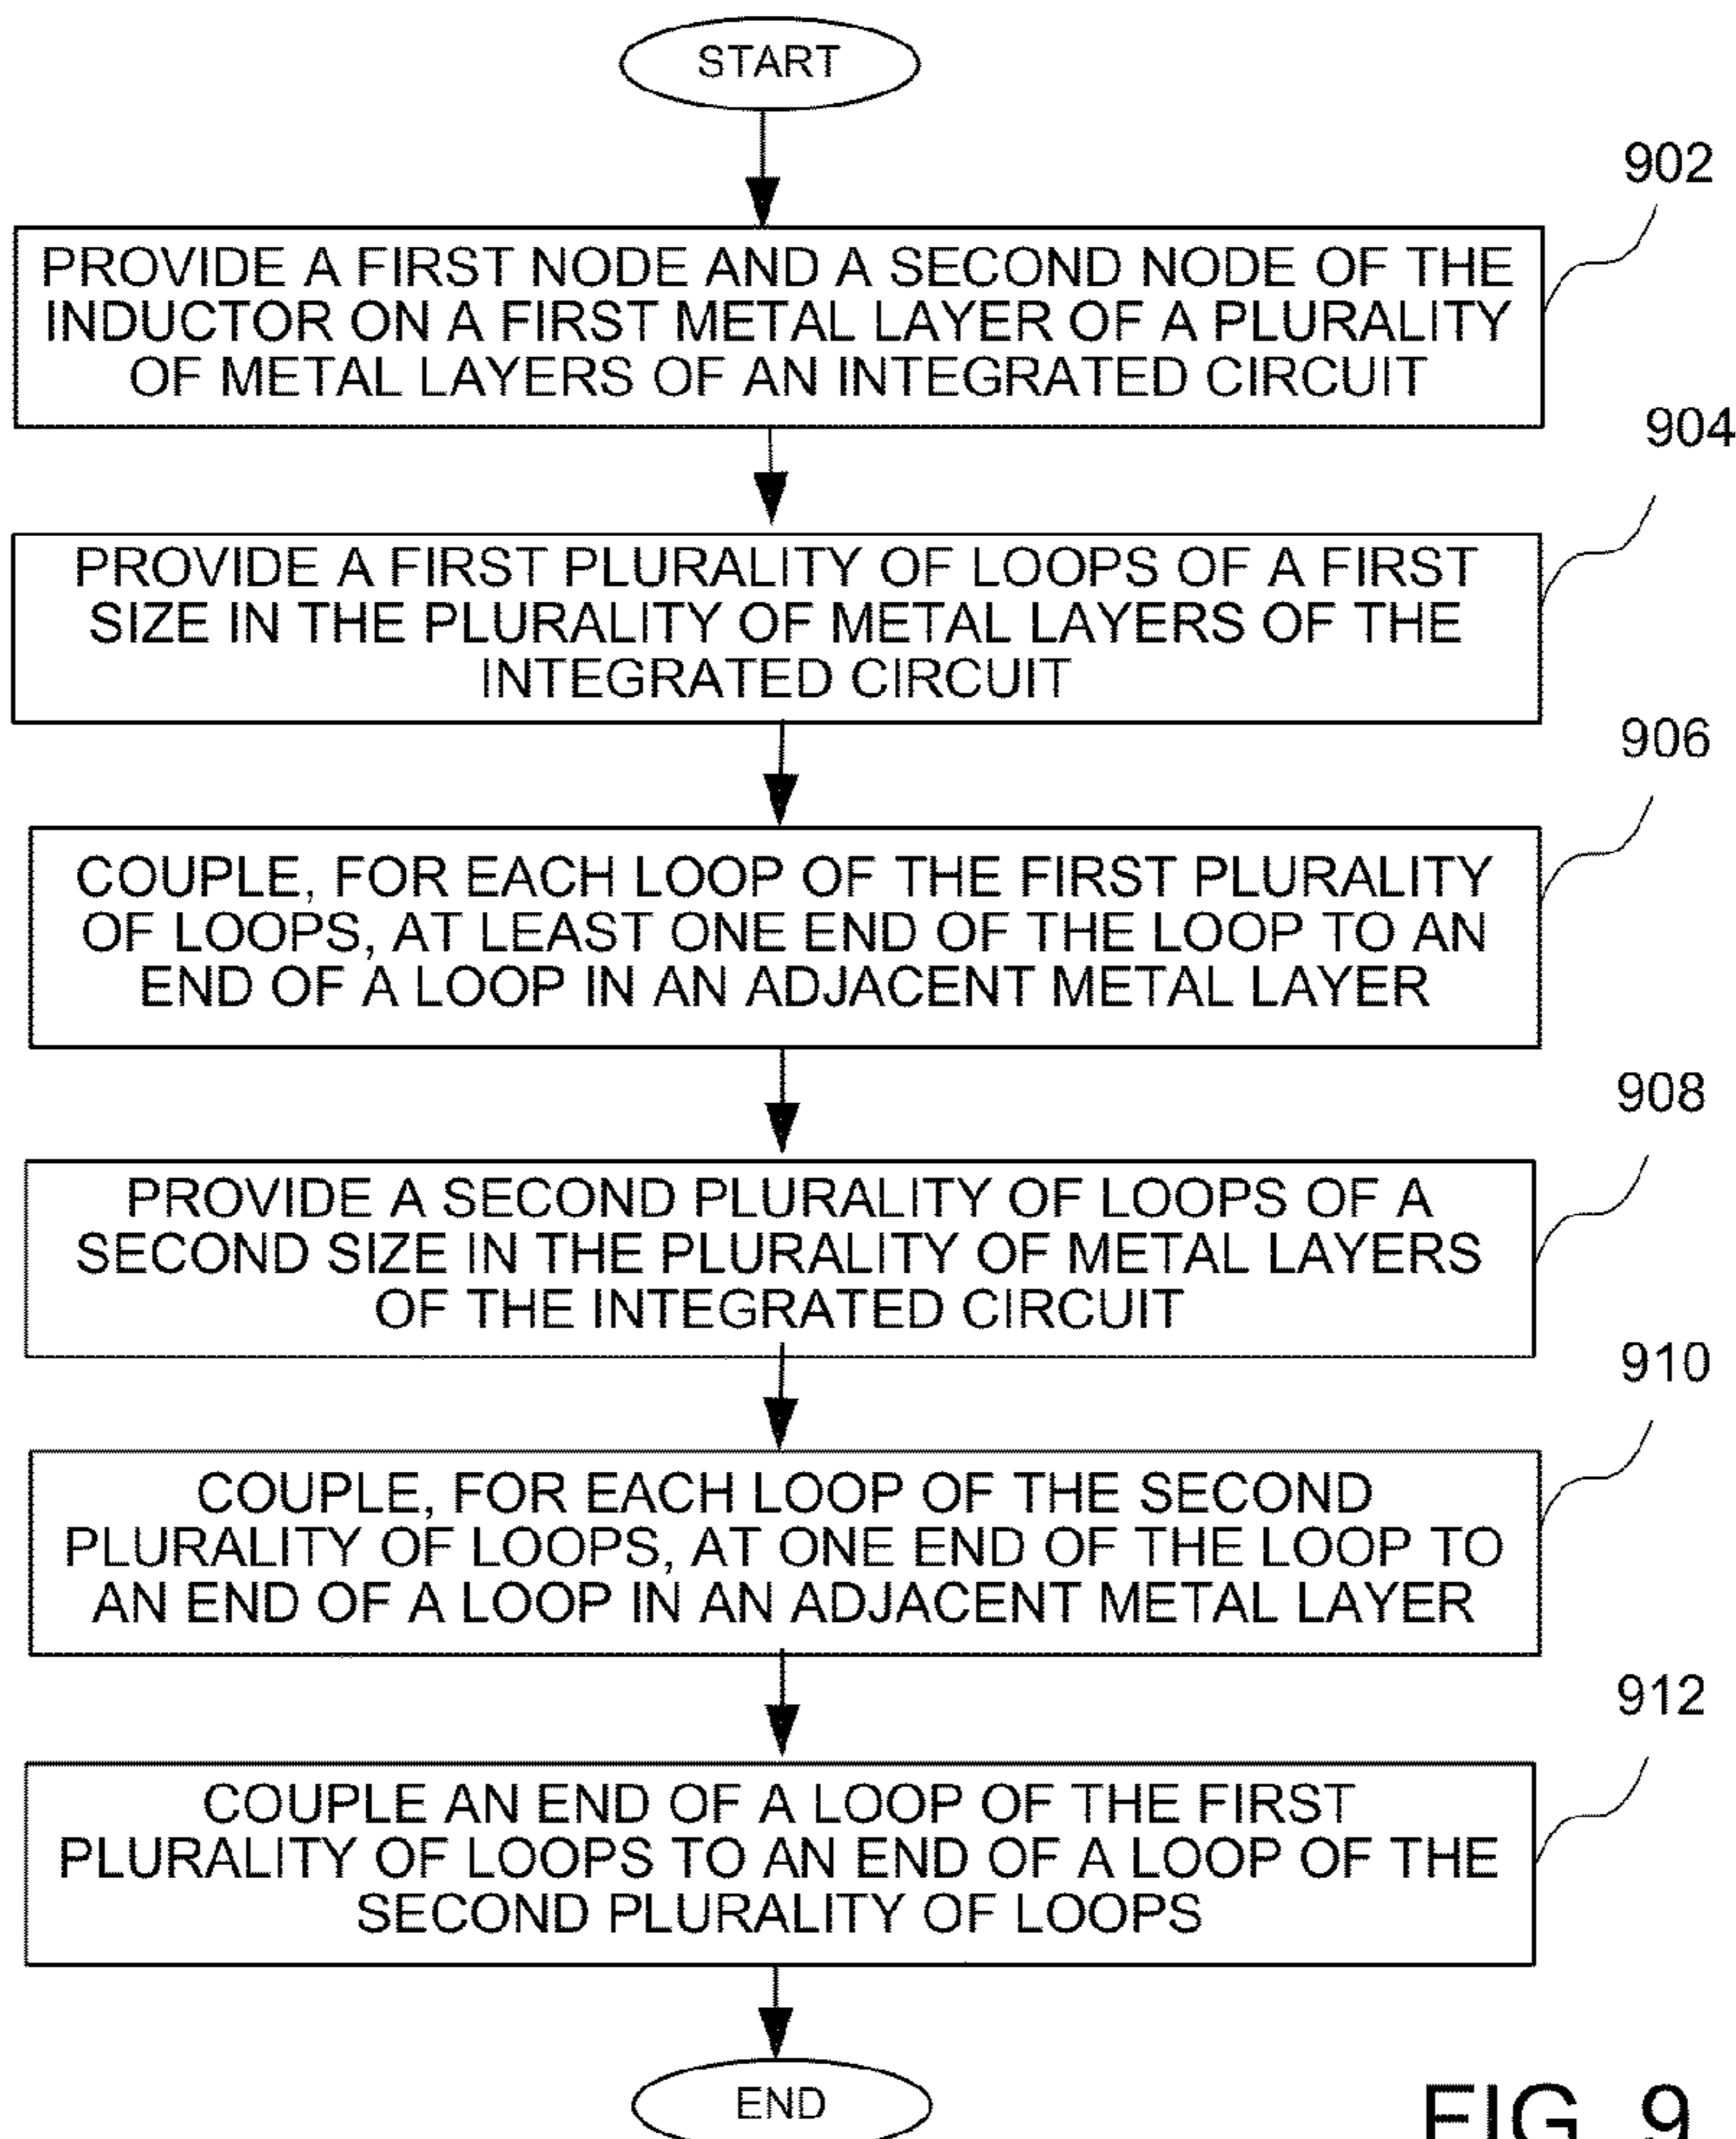 START
902
PROVIDE A FIRST NODE AND A SECOND NODE OF THE
INDUCTOR ON A FIRST METAL LAYER OF A PLURALITY
OF METAL LAYERS OF AN INTEGRATED CIRCUIT
904
PROVIDE A FIRST PLURALITY OF LOOPS OF A FIRST
SIZE IN THE PLURALITY OF METAL LAYERS OF THE
INTEGRATED CIRCUIT
906
COUPLE, FOR EACH LOOP OF THE FIRST PLURALITY
OF LOOPS, AT LEAST ONE END OF THE LOOP TO AN
END OF A LOOP IN AN ADJACENT METAL LAYER
908
PROVIDE A SECOND PLURALITY OF LOOPS OF A
SECOND SIZE IN THE PLURALITY OF METAL LAYERS
OF THE INTEGRATED CIRCUIT
910
COUPLE, FOR EACH LOOP OF THE SECOND
PLURALITY OF LOOPS, AT ONE END OF THE LOOP TO
AN END OF A LOOP IN AN ADJACENT METAL LAYER
912
COUPLE AN END OF A LOOP OF THE FIRST
PLURALITY OF LOOPS TO AN END OF A LOOP OF THE
SECOND PLURALITY OF LOOPS
END
FIG. 9